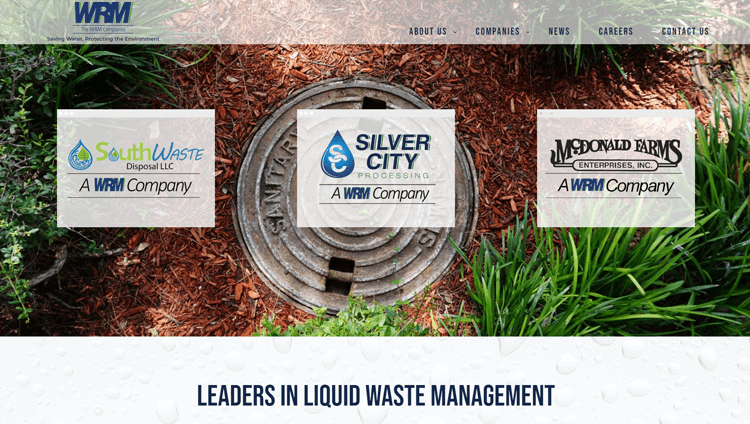 WRM
The WRM Companies
Saving Water, Protecting the Environment
ABOUT US
COMPANIES
NEWS
CAREERS
CONTACT US
SouthWaste
Disposal LLC
A WRM Company
SC
SILVER
CITY
PROCESSING
A WRM Company
McDONALD FARMS
ENTERPRISES, INC.
A WRM Company
SANITARY
LEADERS IN LIQUID WASTE MANAGEMENT